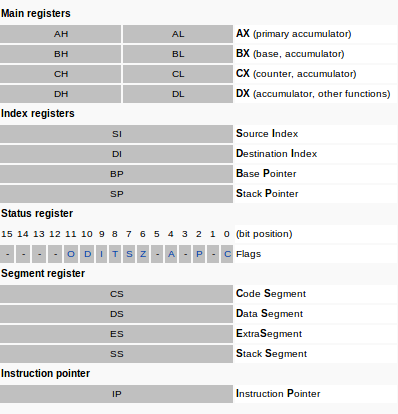 Main registers
AH AL AX (primary accumulator)
BH BL BX (base, accumulator)
CH CL CX (counter, accumulator)
DH DL DX (accumulator, other functions)
Index registers
SI Source Index
DI Destination Index
BP Base Pointer
SP Stack Pointer
Status register
15 14 13 12 11 10 9 8 7 6 5 4 3 2 1 0 (bit position)
- - - - O D I T S Z - A - P - C Flags
Segment register
CS Code Segment
DS Data Segment
ES ExtraSegment
SS Stack Segment
Instruction pointer
IP Instruction Pointer